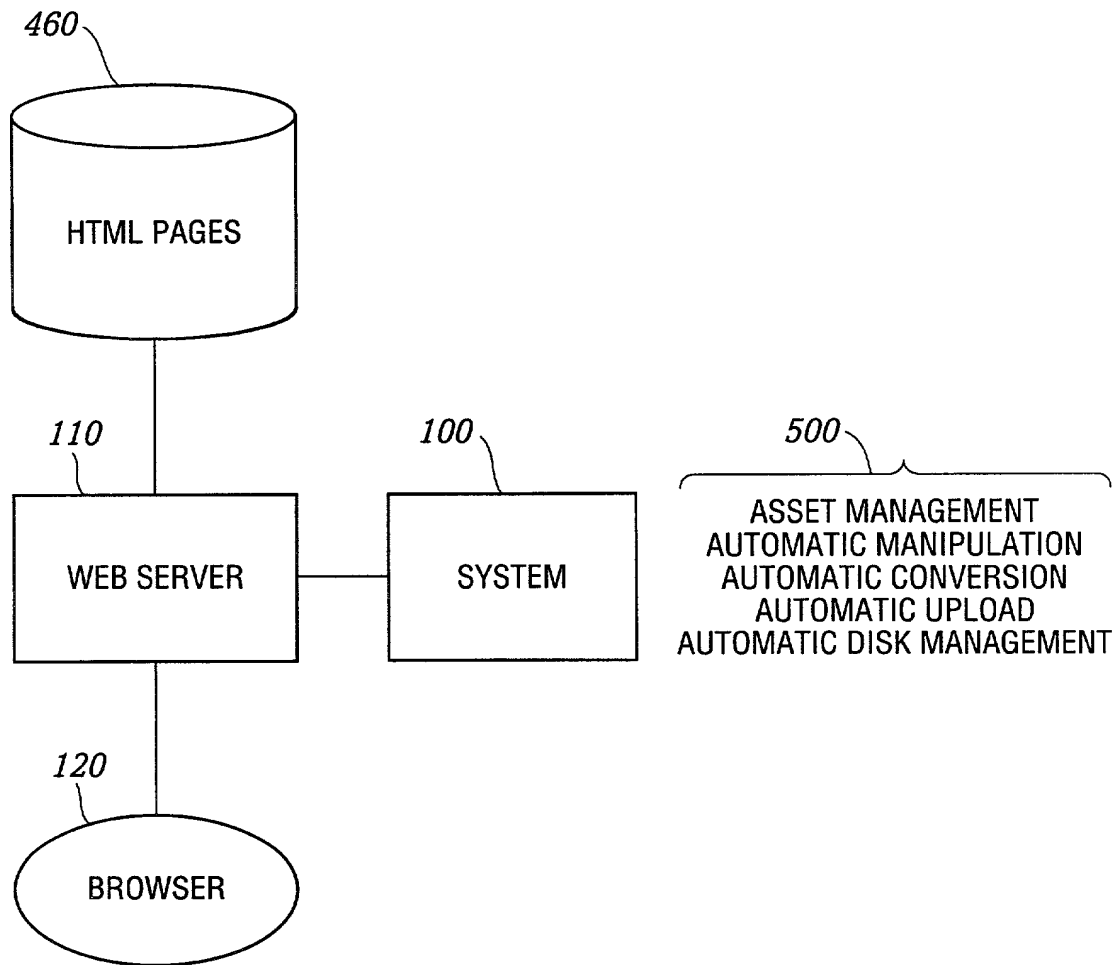 460
HTML PAGES
110
100
500
WEB SERVER
SYSTEM
ASSET MANAGEMENT
AUTOMATIC MANIPULATION
AUTOMATIC CONVERSION
AUTOMATIC UPLOAD
AUTOMATIC DISK MANAGEMENT
120
BROWSER